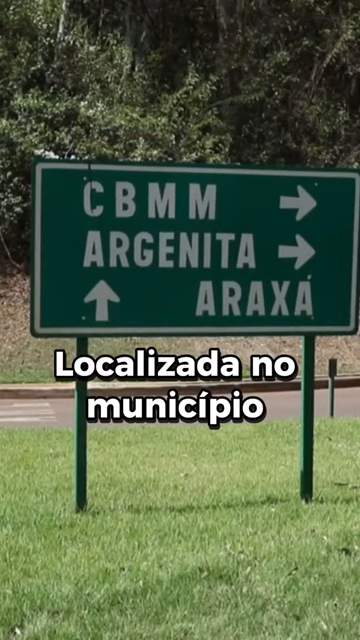 CBMM →
ARGENITA →
↑ ARAXÁ
Localizada no
município